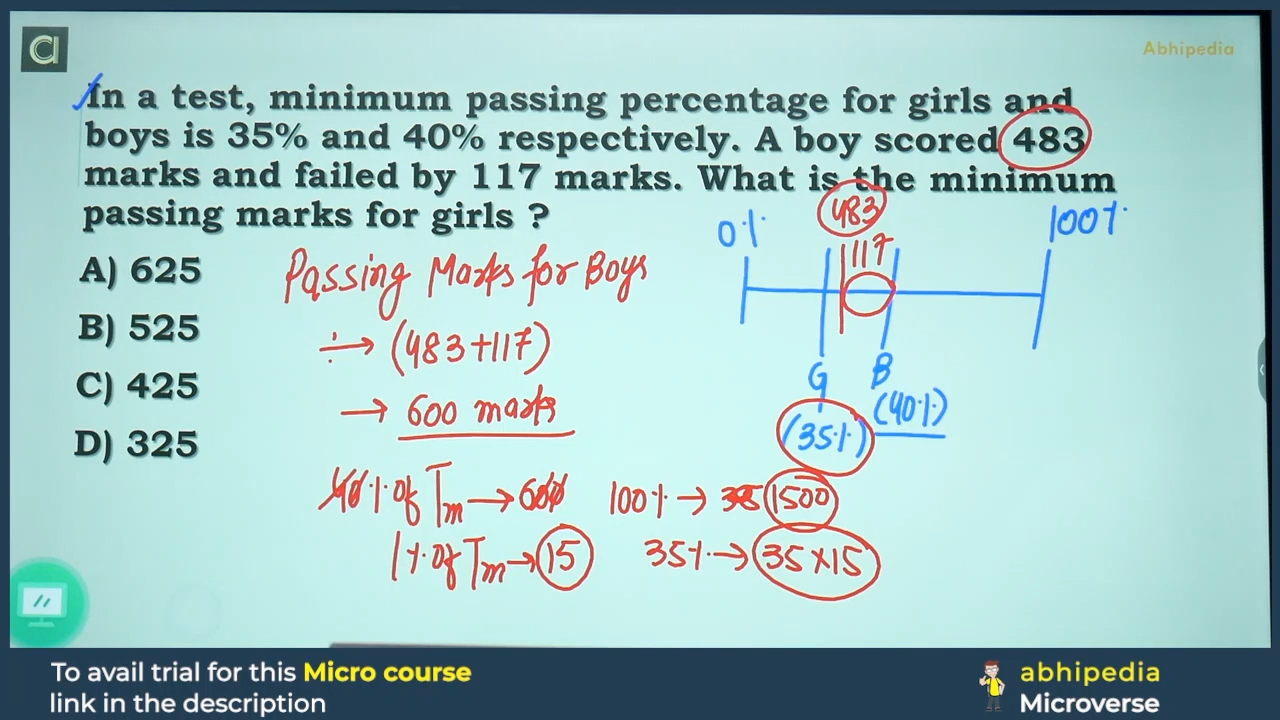 Abhipedia
In a test, minimum passing percentage for girls and
boys is 35% and 40% respectively. A boy scored 483
marks and failed by 117 marks. What is the minimum
passing marks for girls ?
A) 625
B) 525
C) 425
D) 325
0% 483 100%
117
G B
(35%) (40%)
Passing Marks for Boys
÷→ (483+117)
→ 600 marks
40% of Tm → 600
1% of Tm → 15
100% → 35 1500
35% → 35×15
To avail trial for this Micro course
link in the description
abhipedia
Microverse